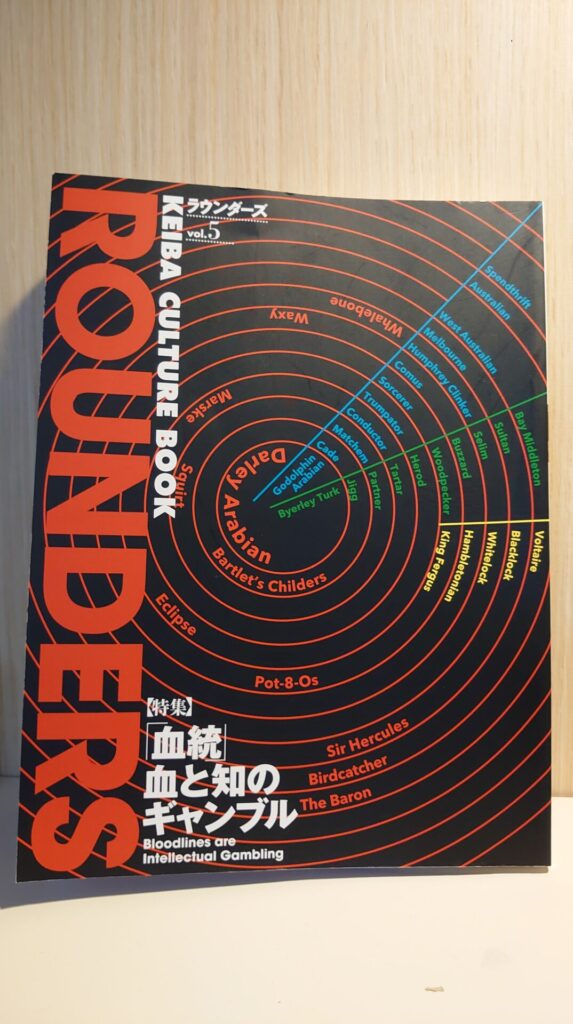 ROUNDERS
KEIBA CULTURE BOOK
ラウンダーズ
vol.5
Spendthrift
Australian
West Australian
Melbourne
Humphrey Clinker
Comus
Sorcerer
Trumpator
Conductor
Matchem
Cade
Godolphin
Arabian
Bay Middleton
Sultan
Selim
Buzzard
Woodpecker
Herod
Tartar
Partner
Jigg
Byerley Turk
Voltaire
Blacklock
Whitelock
Hambletonian
King Fergus
Whalebone
Waxy
Marske
Squirt
Darley Arabian
Bartlet's Childers
Eclipse
Pot-8-Os
Sir Hercules
Birdcatcher
The Baron
【特集】
「血統」
血と知の
ギャンブル
Bloodlines are
Intellectual Gambling